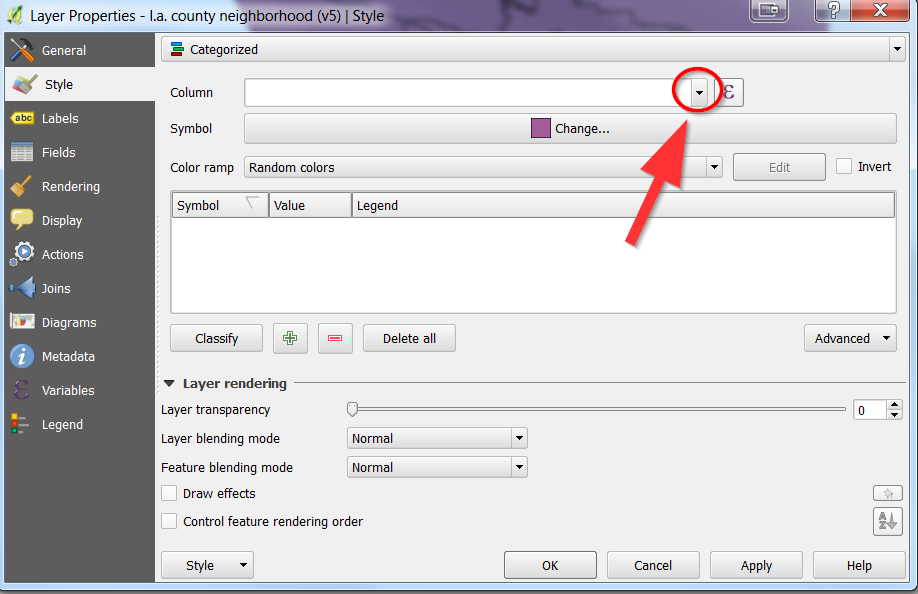 Layer Properties - l.a. county neighborhood (v5) | Style
General
Style
Labels
Fields
Rendering
Display
Actions
Joins
Diagrams
Metadata
Variables
Legend
Categorized
Column
ε
Symbol Change...
Color ramp Random colors Edit Invert
Symbol Value Legend
Classify Delete all Advanced
Layer rendering
Layer transparency 0
Layer blending mode Normal
Feature blending mode Normal
Draw effects
Control feature rendering order
Style OK Cancel Apply Help